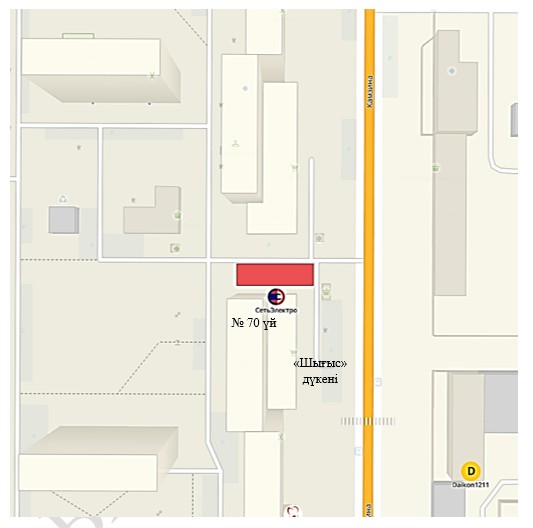 Камзина
СетьЭлектро
№ 70 үй
«Шығыс»
дүкені
D
Daikon1211